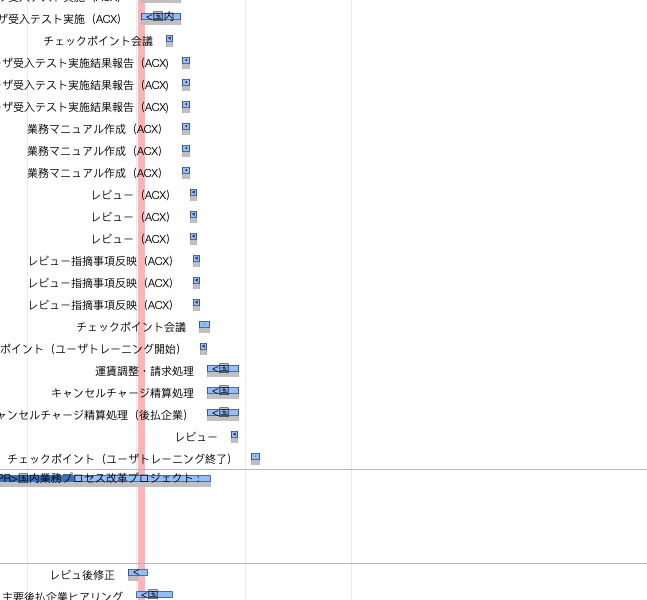 ザ受入テスト実施（ACX）
<国内
チェックポイント会議
ザ受入テスト実施結果報告（ACX）
ザ受入テスト実施結果報告（ACX）
ザ受入テスト実施結果報告（ACX）
業務マニュアル作成（ACX）
業務マニュアル作成（ACX）
業務マニュアル作成（ACX）
レビュー（ACX）
レビュー（ACX）
レビュー（ACX）
レビュー指摘事項反映（ACX）
レビュー指摘事項反映（ACX）
レビュー指摘事項反映（ACX）
チェックポイント会議
ポイント（ユーザトレーニング開始）
運賃調整・請求処理 <国
キャンセルチャージ精算処理 <国
ャンセルチャージ精算処理（後払企業） <国
レビュー
チェックポイント（ユーザトレーニング終了）
PR>国内業務プロセス改革プロジェクト：
レビュ後修正 <
主要後払企業ヒアリング <国